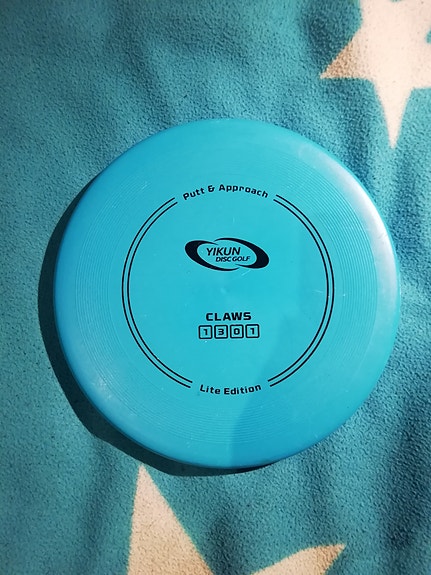 Putt & Approach
YIKUN
DISC GOLF
CLAWS
1 3 0 1
Lite Edition